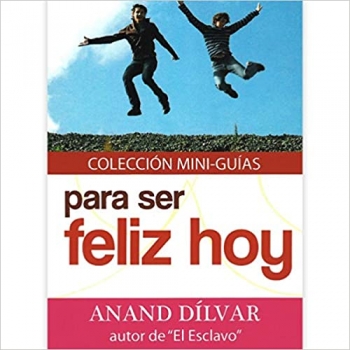 COLECCIÓN MINI-GUÍAS
para ser
feliz hoy
ANAND DÍLVAR
autor de "El Esclavo"